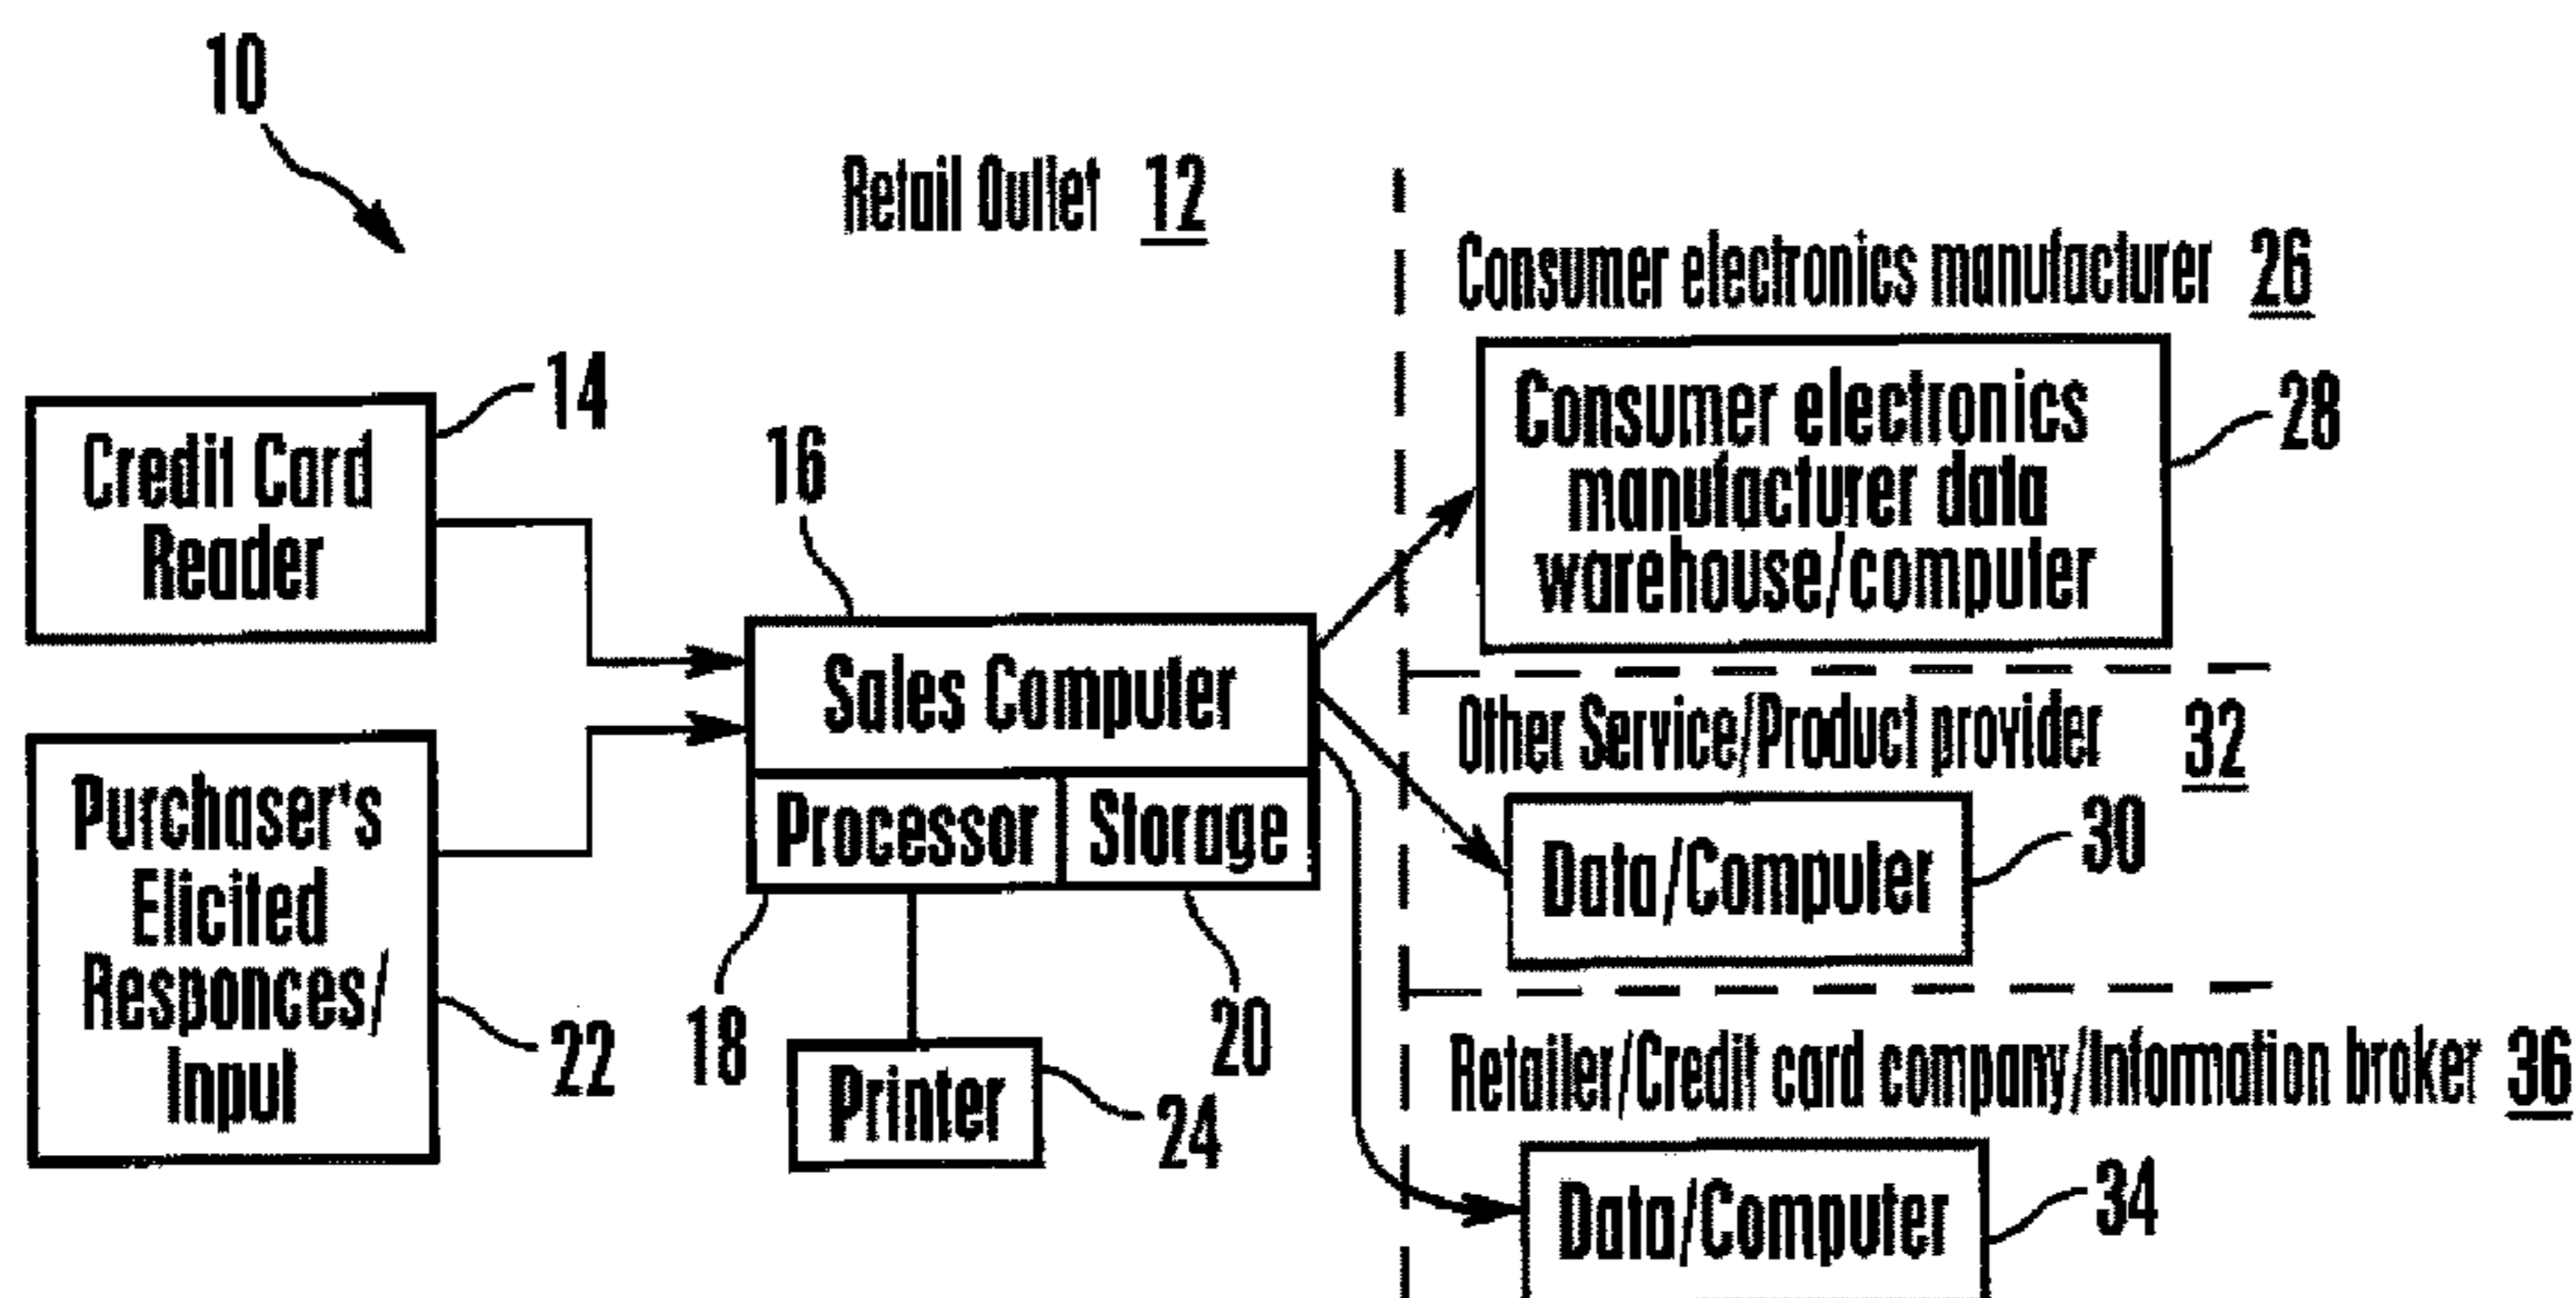 10
Retail Outlet 12
Consumer electronics manufacturer 26
14
Credit Card
Reader
16
Consumer electronics
manufacturer data
warehouse/computer
28
Sales Computer
Processor
Storage
Other Service/Product provider 32
Purchaser's
Elicited
Responces/
Input
22
Data/Computer
30
18
Printer
24
20
Retailer/Credit card company/Information broker 36
Data/Computer
34